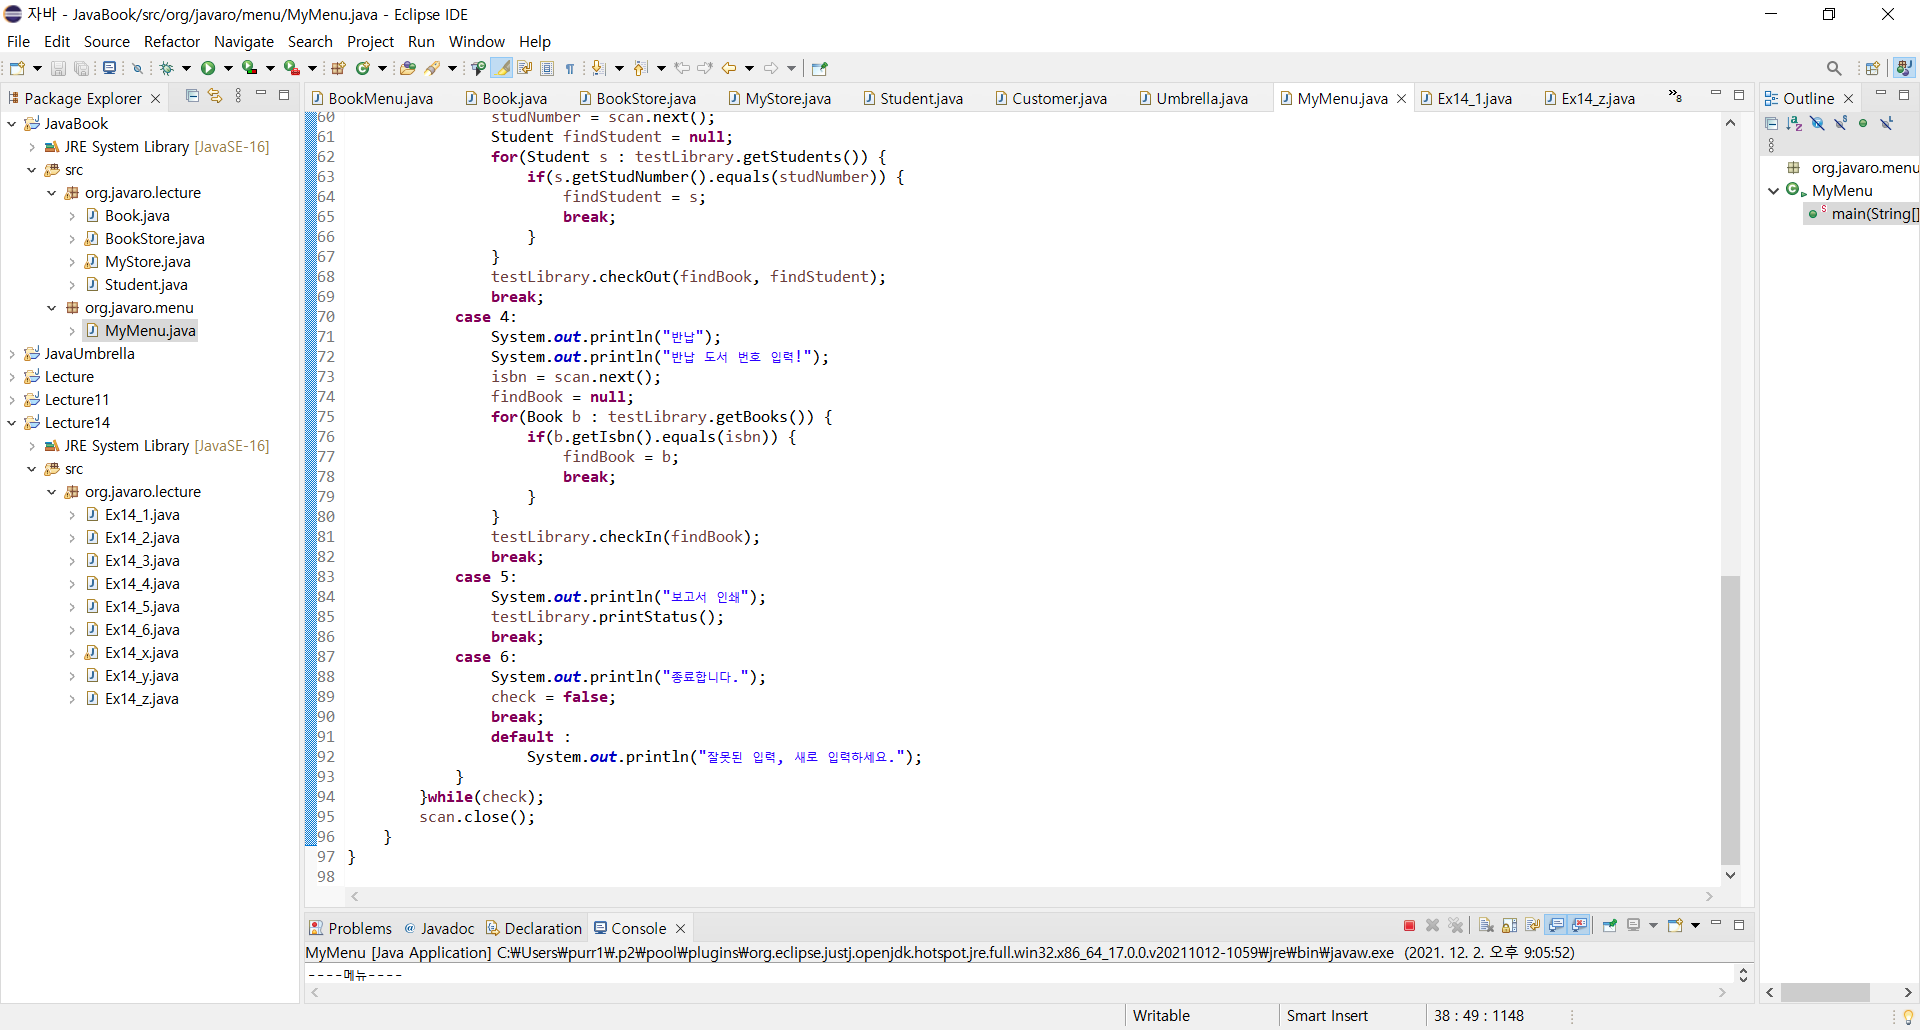 자바 - JavaBook/src/org/javaro/menu/MyMenu.java - Eclipse IDE
File Edit Source Refactor Navigate Search Project Run Window Help
Package Explorer
JavaBook
JRE System Library [JavaSE-16]
src
org.javaro.lecture
Book.java
BookStore.java
MyStore.java
Student.java
org.javaro.menu
MyMenu.java
JavaUmbrella
Lecture
Lecture11
Lecture14
JRE System Library [JavaSE-16]
src
org.javaro.lecture
Ex14_1.java
Ex14_2.java
Ex14_3.java
Ex14_4.java
Ex14_5.java
Ex14_6.java
Ex14_x.java
Ex14_y.java
Ex14_z.java
BookMenu.java Book.java BookStore.java MyStore.java Student.java Customer.java Umbrella.java MyMenu.java Ex14_1.java Ex14_z.java »8
60 studNumber = scan.next();
61 Student findStudent = null;
62 for(Student s : testLibrary.getStudents()) {
63 if(s.getStudNumber().equals(studNumber)) {
64 findStudent = s;
65 break;
66 }
67 }
68 testLibrary.checkOut(findBook, findStudent);
69 break;
70 case 4:
71 System.out.println("반납");
72 System.out.println("반납 도서 번호 입력!");
73 isbn = scan.next();
74 findBook = null;
75 for(Book b : testLibrary.getBooks()) {
76 if(b.getIsbn().equals(isbn)) {
77 findBook = b;
78 break;
79 }
80 }
81 testLibrary.checkIn(findBook);
82 break;
83 case 5:
84 System.out.println("보고서 인쇄");
85 testLibrary.printStatus();
86 break;
87 case 6:
88 System.out.println("종료합니다.");
89 check = false;
90 break;
91 default :
92 System.out.println("잘못된 입력, 새로 입력하세요.");
93 }
94 }while(check);
95 scan.close();
96 }
97 }
98
Outline
org.javaro.menu
MyMenu
main(String[]
Problems Javadoc Declaration Console
MyMenu [Java Application] C:₩Users₩purr1₩.p2₩pool₩plugins₩org.eclipse.justj.openjdk.hotspot.jre.full.win32.x86_64_17.0.0.v20211012-1059₩jre₩bin₩javaw.exe (2021. 12. 2. 오후 9:05:52)
----메뉴----
Writable Smart Insert 38 : 49 : 1148